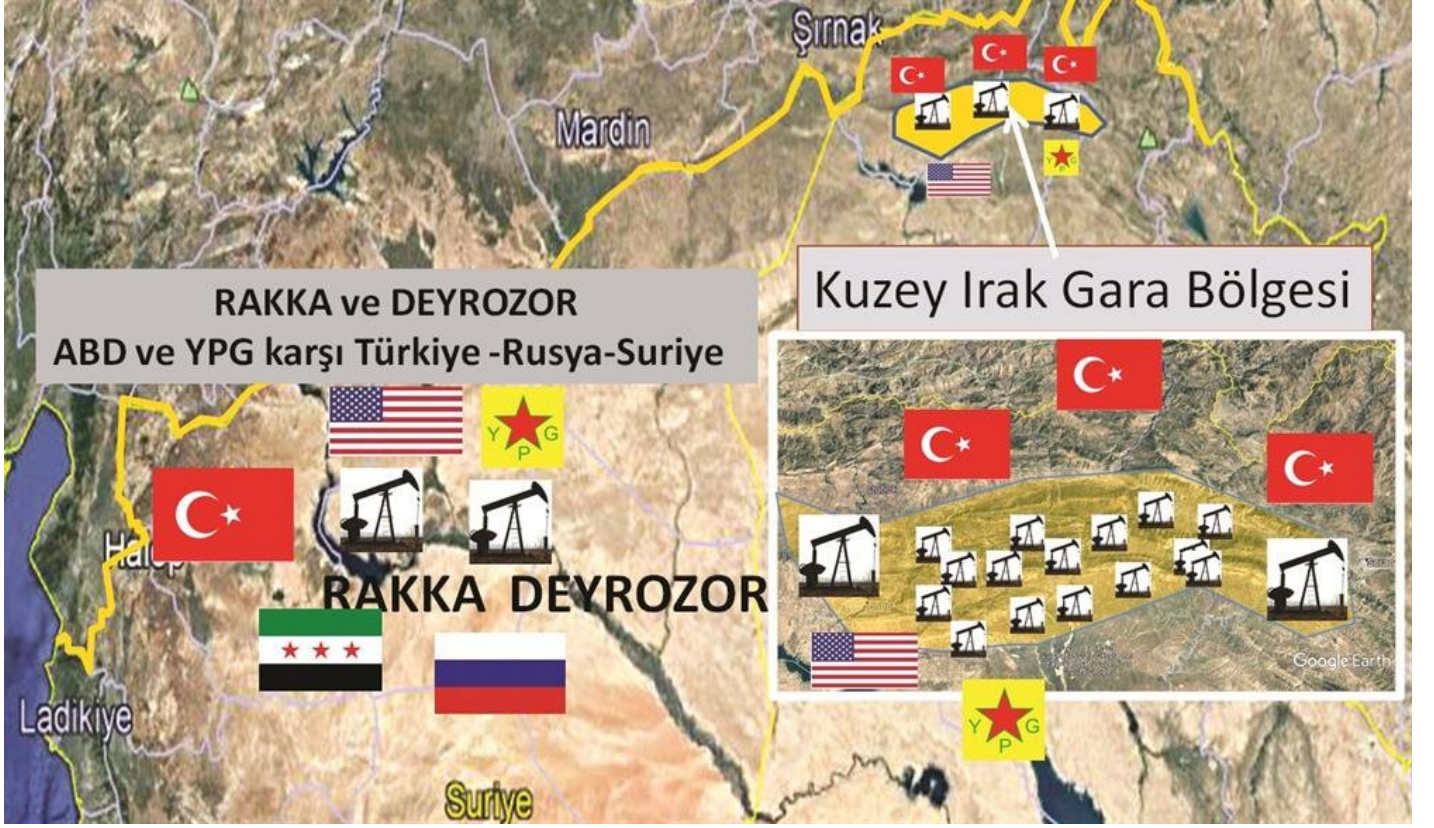 Şırnak
Mardin
Y P G
Kuzey Irak Gara Bölgesi
RAKKA ve DEYROZOR
ABD ve YPG karşı Türkiye -Rusya-Suriye
Y P G
RAKKA DEYROZOR
Google Earth
Ladikiye
Y P G
Suriye